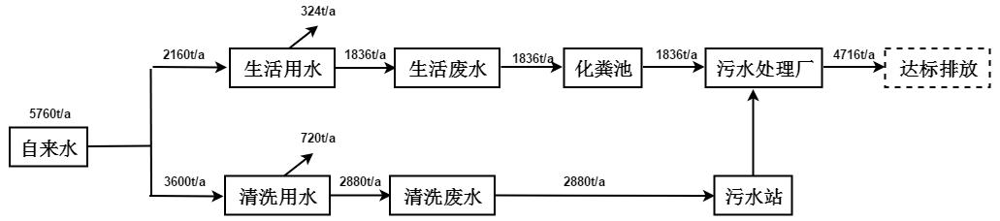 324t/a
2160t/a
生活用水
1836t/a
生活废水
1836t/a
化粪池
1836t/a
污水处理厂
4716t/a
达标排放
5760t/a
自来水
720t/a
3600t/a
清洗用水
2880t/a
清洗废水
2880t/a
污水站